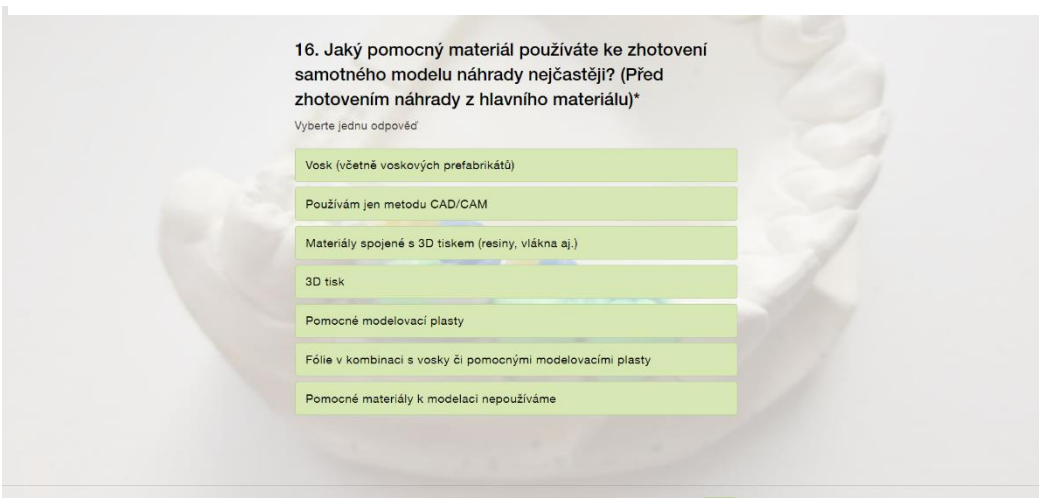 16. Jaký pomocný materiál používáte ke zhotovení
samotného modelu náhrady nejčastěji? (Před
zhotovením náhrady z hlavního materiálu)*
Vyberte jednu odpověď
Vosk (včetně voskových prefabrikátů)
Používám jen metodu CAD/CAM
Materiály spojené s 3D tiskem (resiny, vlákna aj.)
3D tisk
Pomocné modelovací plasty
Fólie v kombinaci s vosky či pomocnými modelovacími plasty
Pomocné materiály k modelaci nepoužíváme